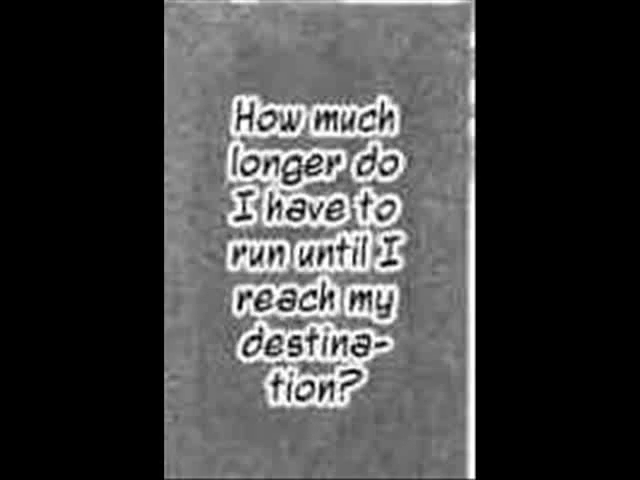 How much
longer do
I have to
run until I
reach my
destina-
tion?